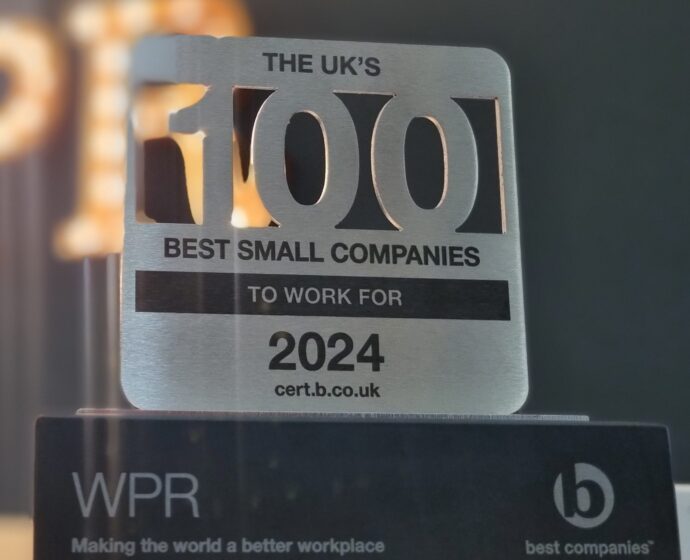 THE UK'S
100
BEST SMALL COMPANIES
TO WORK FOR
2024
cert.b.co.uk
WPR
b
Making the world a better workplace
best companies™